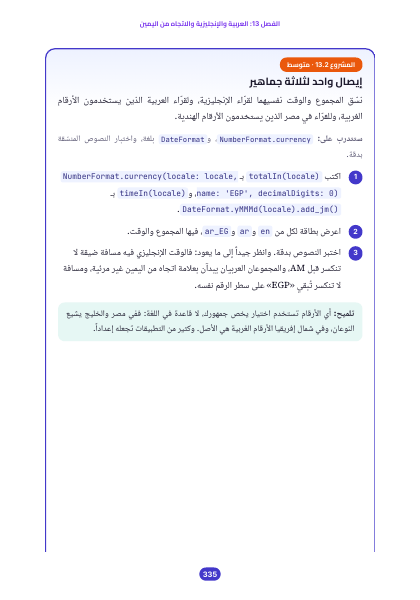 الفصل 13: العربية والإنجليزية والاتجاه من اليمين
المشروع 13.2 · متوسط
إيصال واحد لثلاثة جماهير
نسّق المجموع والوقت نفسيهما لقرّاء الإنجليزية، ولقرّاء العربية الذين يستخدمون الأرقام
الغربية، وللقرّاء في مصر الذين يستخدمون الأرقام الهندية.
ستتدرب على: NumberFormat.currency، و DateFormat بلغة، واختبار النصوص المنسّقة
بدقة.
1 اكتب totalIn(locale) بـ NumberFormat.currency(locale: locale,
name: 'EGP', decimalDigits: 0)، و timeIn(locale) بـ
DateFormat.yMMMd(locale).add_jm().
2 اعرض بطاقة لكل من en و ar و ar_EG، فيها المجموع والوقت.
3 اختبر النصوص بدقة. وانظر جيداً إلى ما يعود: فالوقت الإنجليزي فيه مسافة ضيقة لا
تنكسر قبل AM، والمجموعان العربيان يبدآن بعلامة اتجاه من اليمين غير مرئية، ومسافة
لا تنكسر تُبقي «EGP» على سطر الرقم نفسه.
تلميح: أي الأرقام تستخدم اختيار يخص جمهورك، لا قاعدة في اللغة: ففي مصر والخليج يشيع
النوعان، وفي شمال إفريقيا الأرقام الغربية هي الأصل. وكثير من التطبيقات تجعله إعداداً.
335